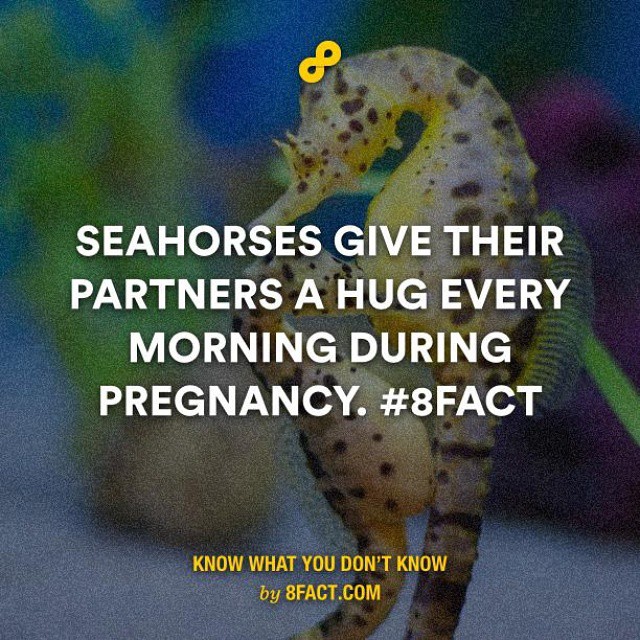 SEAHORSES GIVE THEIR
PARTNERS A HUG EVERY
MORNING DURING
PREGNANCY. #8FACT
KNOW WHAT YOU DON'T KNOW
by 8FACT.COM